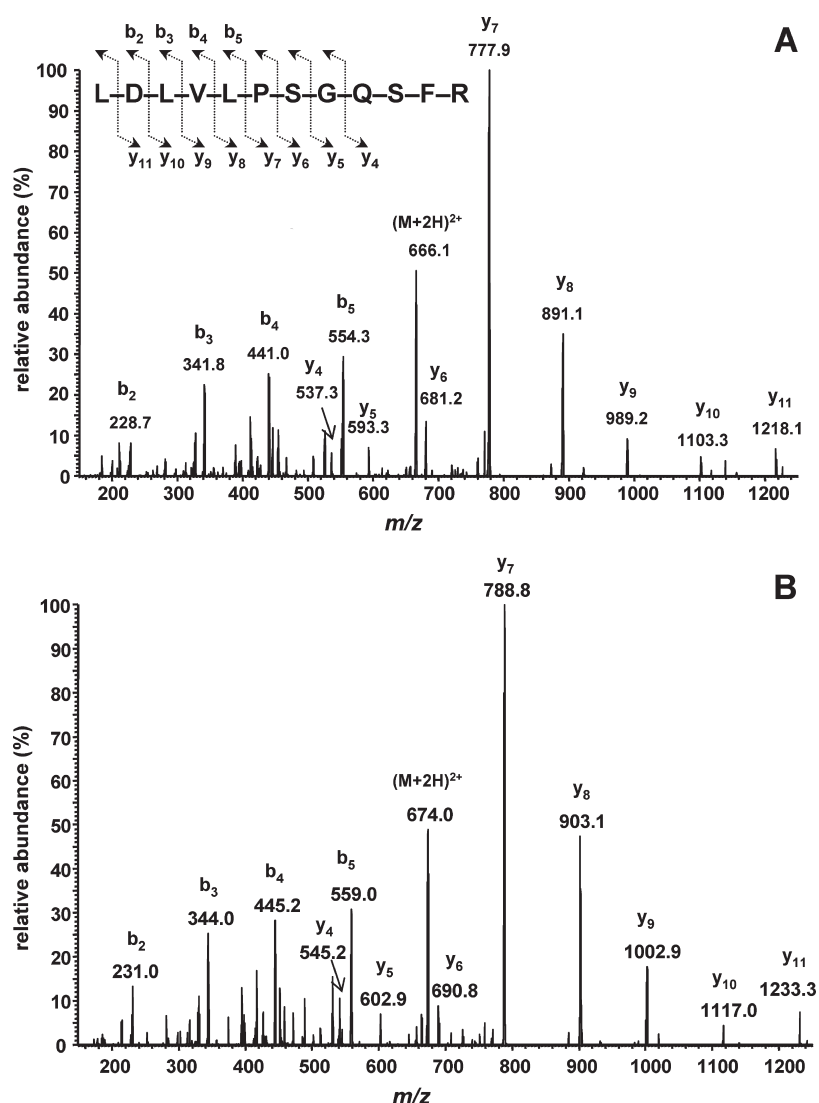 A
b2 b3 b4 b5
L–D–L–V–L–P–S–G–Q–S–F–R
y11 y10 y9 y8 y7 y6 y5 y4
y7
777.9
(M+2H)2+
666.1
y8
891.1
b5
554.3
b4
441.0
b3
341.8
y4
537.3
y6
681.2
b2
228.7
y5
593.3
y9
989.2
y10
1103.3
y11
1218.1
relative abundance (%)
100
90
80
70
60
50
40
30
20
10
0
200 300 400 500 600 700 800 900 1000 1100 1200
m/z
B
y7
788.8
(M+2H)2+
674.0
y8
903.1
b5
559.0
b4
445.2
b3
344.0
y4
545.2
b2
231.0
y5
602.9
y6
690.8
y9
1002.9
y10
1117.0
y11
1233.3
relative abundance (%)
100
90
80
70
60
50
40
30
20
10
0
200 300 400 500 600 700 800 900 1000 1100 1200
m/z